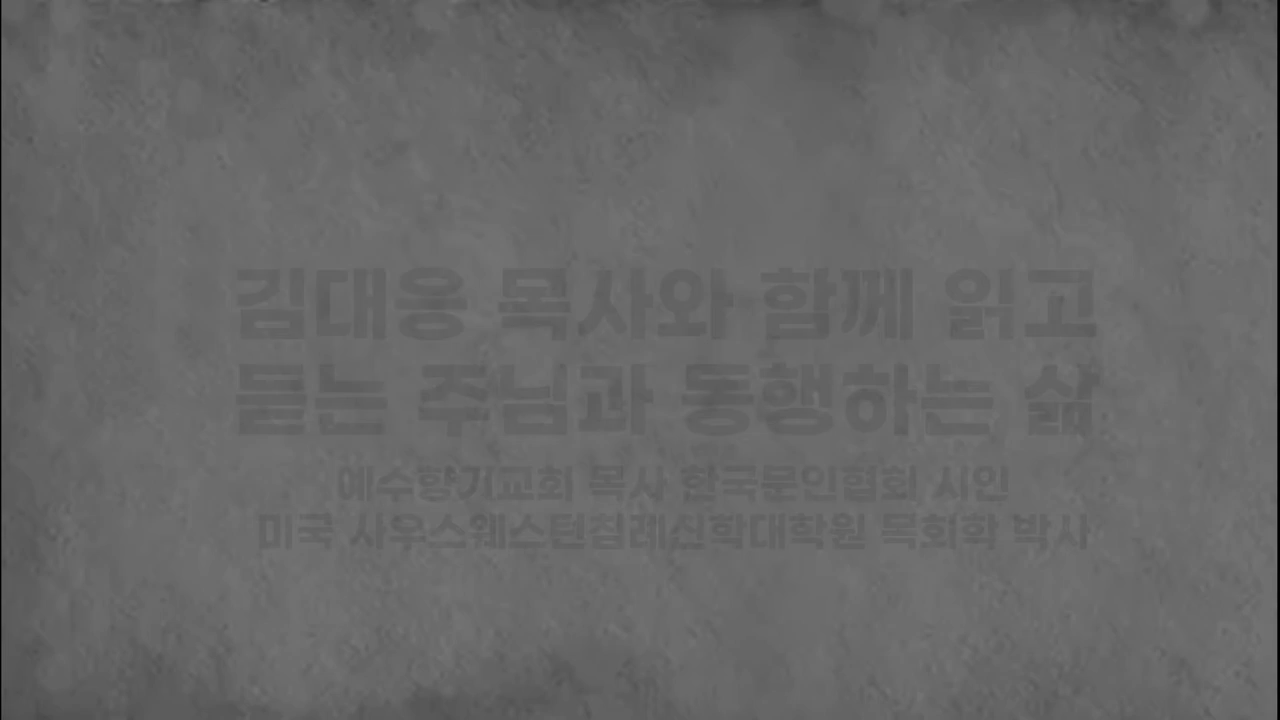 김대응 목사와 함께 읽고
듣는 주님과 동행하는 삶
예수향기교회 목사 한국문인협회 시인
미국 사우스웨스턴침례신학대학원 목회학 박사